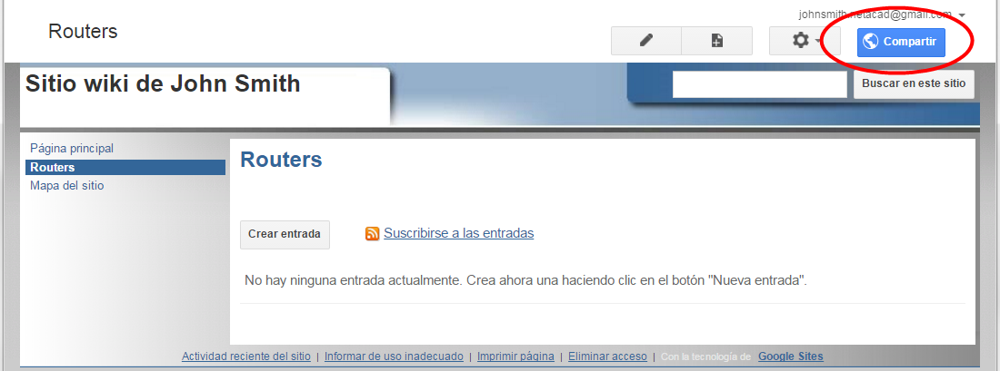 johnsmith.netacad@gmail.com
Routers
Compartir
Sitio wiki de John Smith
Buscar en este sitio
Página principal
Routers
Mapa del sitio
Routers
Crear entrada
Suscribirse a las entradas
No hay ninguna entrada actualmente. Crea ahora una haciendo clic en el botón "Nueva entrada".
Actividad reciente del sitio | Informar de uso inadecuado | Imprimir página | Eliminar acceso | Con la tecnología de Google Sites